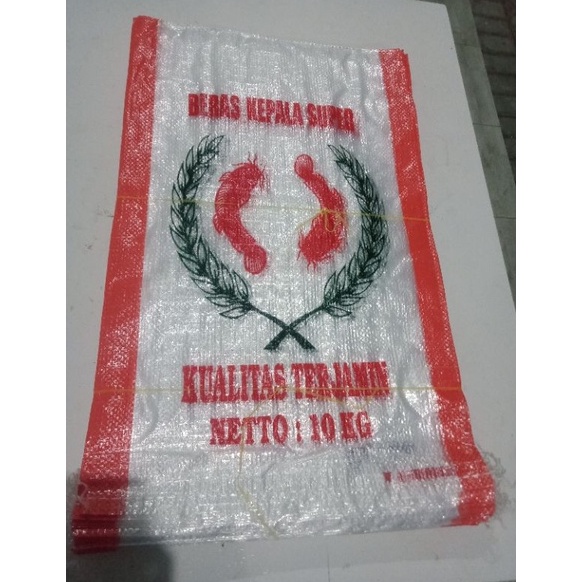 BERAS KEPALA SUPER
KUALITAS TERJAMIN
NETTO : 10 KG